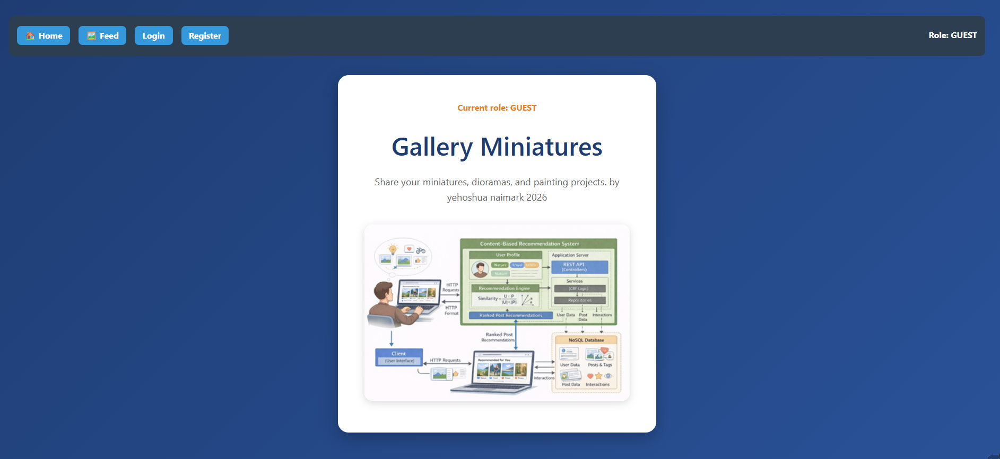 Home
Feed
Login
Register
Role: GUEST
Current role: GUEST
Gallery Miniatures
Share your miniatures, dioramas, and painting projects. by
yehoshua naimark 2026
Content-Based Recommendation System
User Profile
Nature
Travel
Nature
Application Server
REST API
(Controllers)
Services
(CBF Logic)
Repositories
HTTP
Requests
HTTP
Format
Recommendation Engine
Similarity = U - P
|U|•|P|
Ranked Post Recommendations
User Data
Post
Data
Interactions
Ranked Post
Recommendations
NoSQL Database
User Data
Posts & Tags
Post Data
Interactions
Client
(User Interface)
HTTP Requests
Recommended for You
Interactions